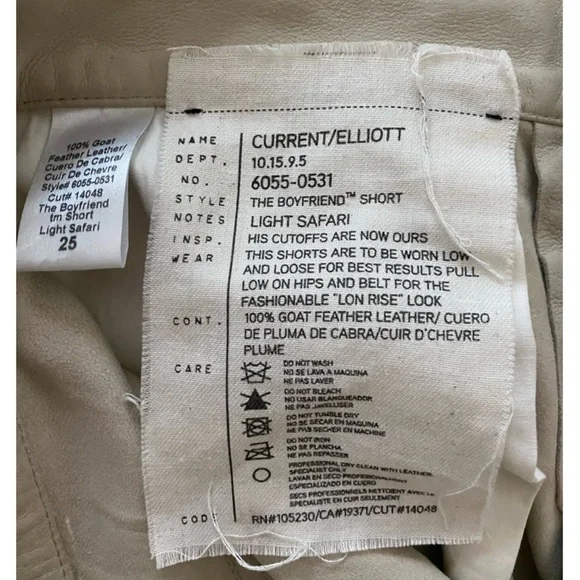 100% Goat
Feather Leather/
Cuero De Cabra/
Cuir De Chevre
Style# 6055-0531
Cut# 14048
The Boyfriend
tm Short
Light Safari
25
NAME CURRENT/ELLIOTT
DEPT. 10.15.9.5
NO. 6055-0531
STYLE THE BOYFRIEND™ SHORT
NOTES LIGHT SAFARI
INSP. HIS CUTOFFS ARE NOW OURS
WEAR THIS SHORTS ARE TO BE WORN LOW
AND LOOSE FOR BEST RESULTS PULL
LOW ON HIPS AND BELT FOR THE
FASHIONABLE "LON RISE" LOOK
CONT. 100% GOAT FEATHER LEATHER/ CUERO
DE PLUMA DE CABRA/CUIR D'CHEVRE
PLUME
CARE DO NOT WASH
NO SE LAVA A MAQUINA
NE PAS LAVER
DO NOT BLEACH
NO USAR BLANQUEADOR
NE PAS JAVELLISER
DO NOT TUMBLE DRY
NO SE SECAR EN MACHINA
NE PAS SECHER EN MACHINE
DO NOT IRON
NO SE PLANCHA
NE PAS REPASSER
PROFESSIONAL DRY CLEAN WITH LEATHER
SPECIALIST ONLY
LAVAR EN SECO PROFESIONALMENT
ESPECIALIZADO EN CUERO
SECS PROFESSIONNELS NETTOIENT AVEC LE
SPECIALISTE EN CUIR SEULEMENT
CODE RN#105230/CA#19371/CUT#14048